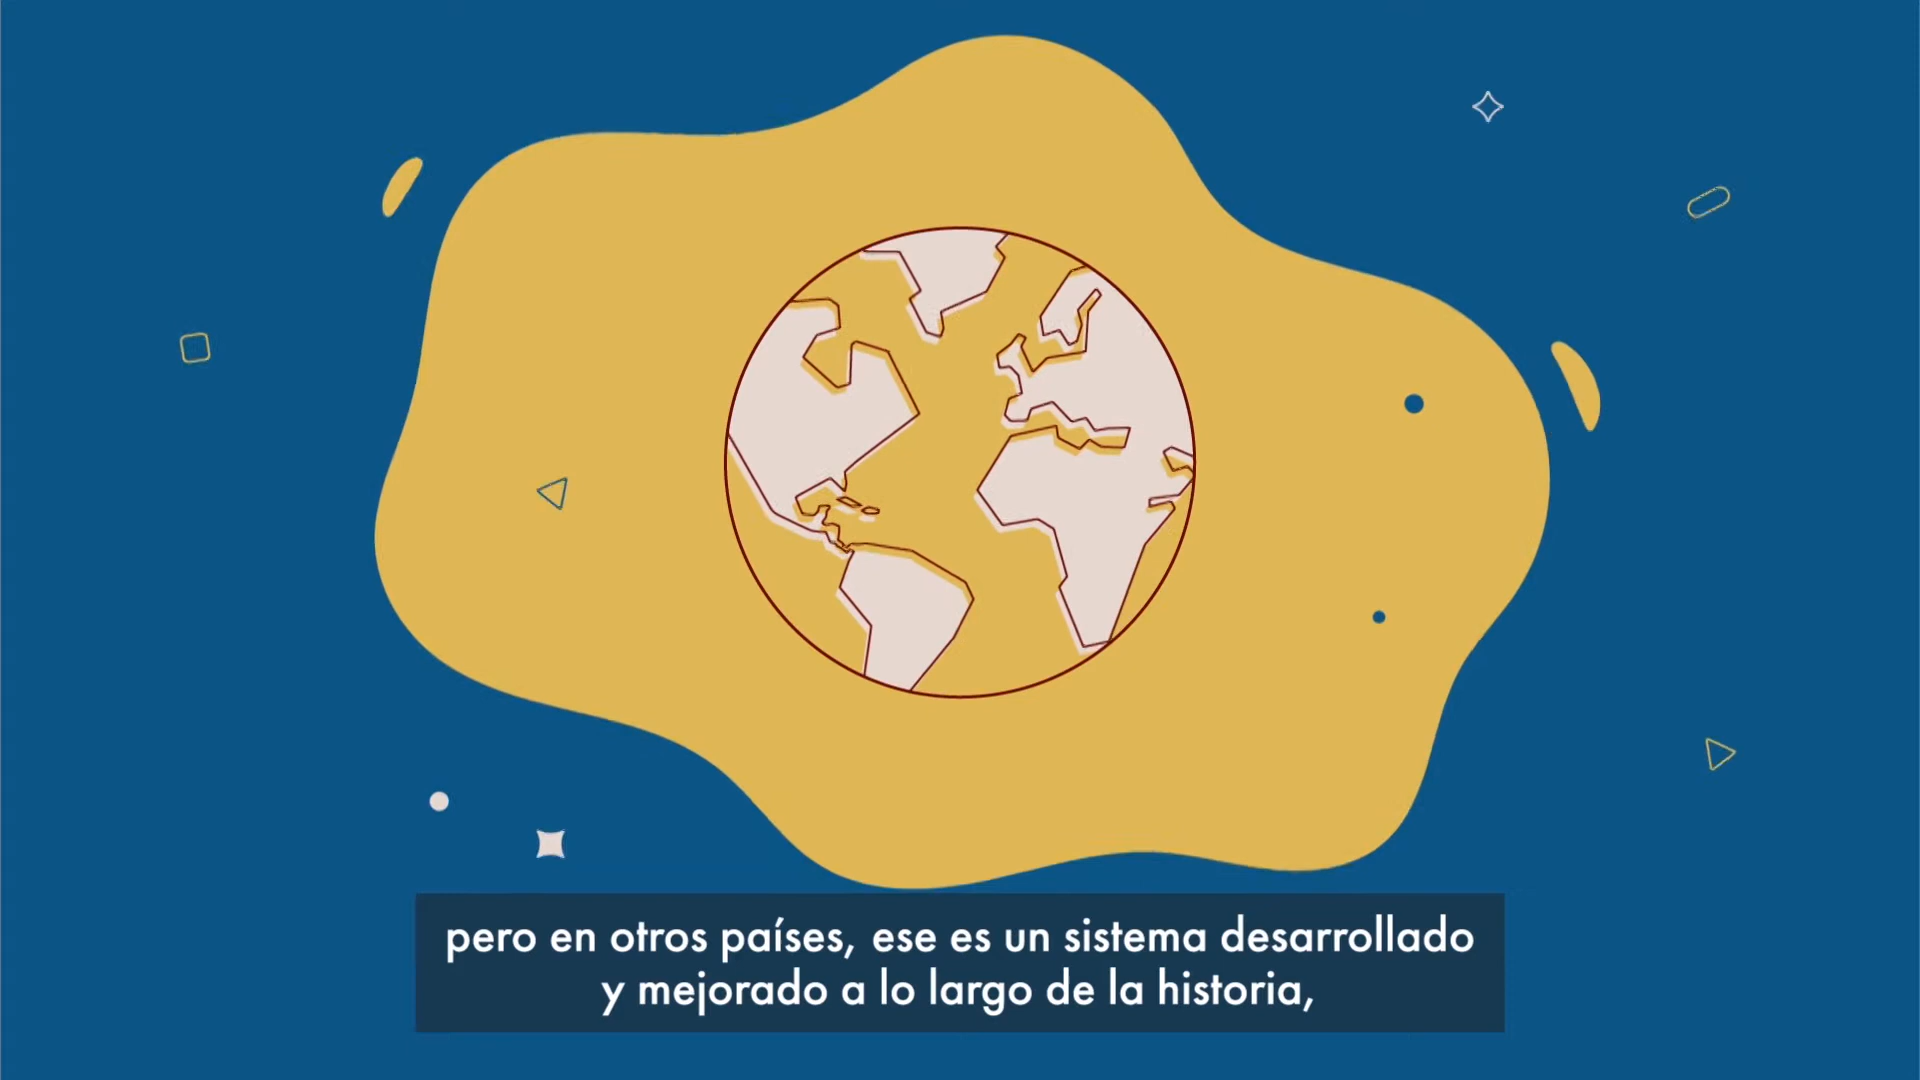 pero en otros países, ese es un sistema desarrollado
y mejorado a lo largo de la historia,